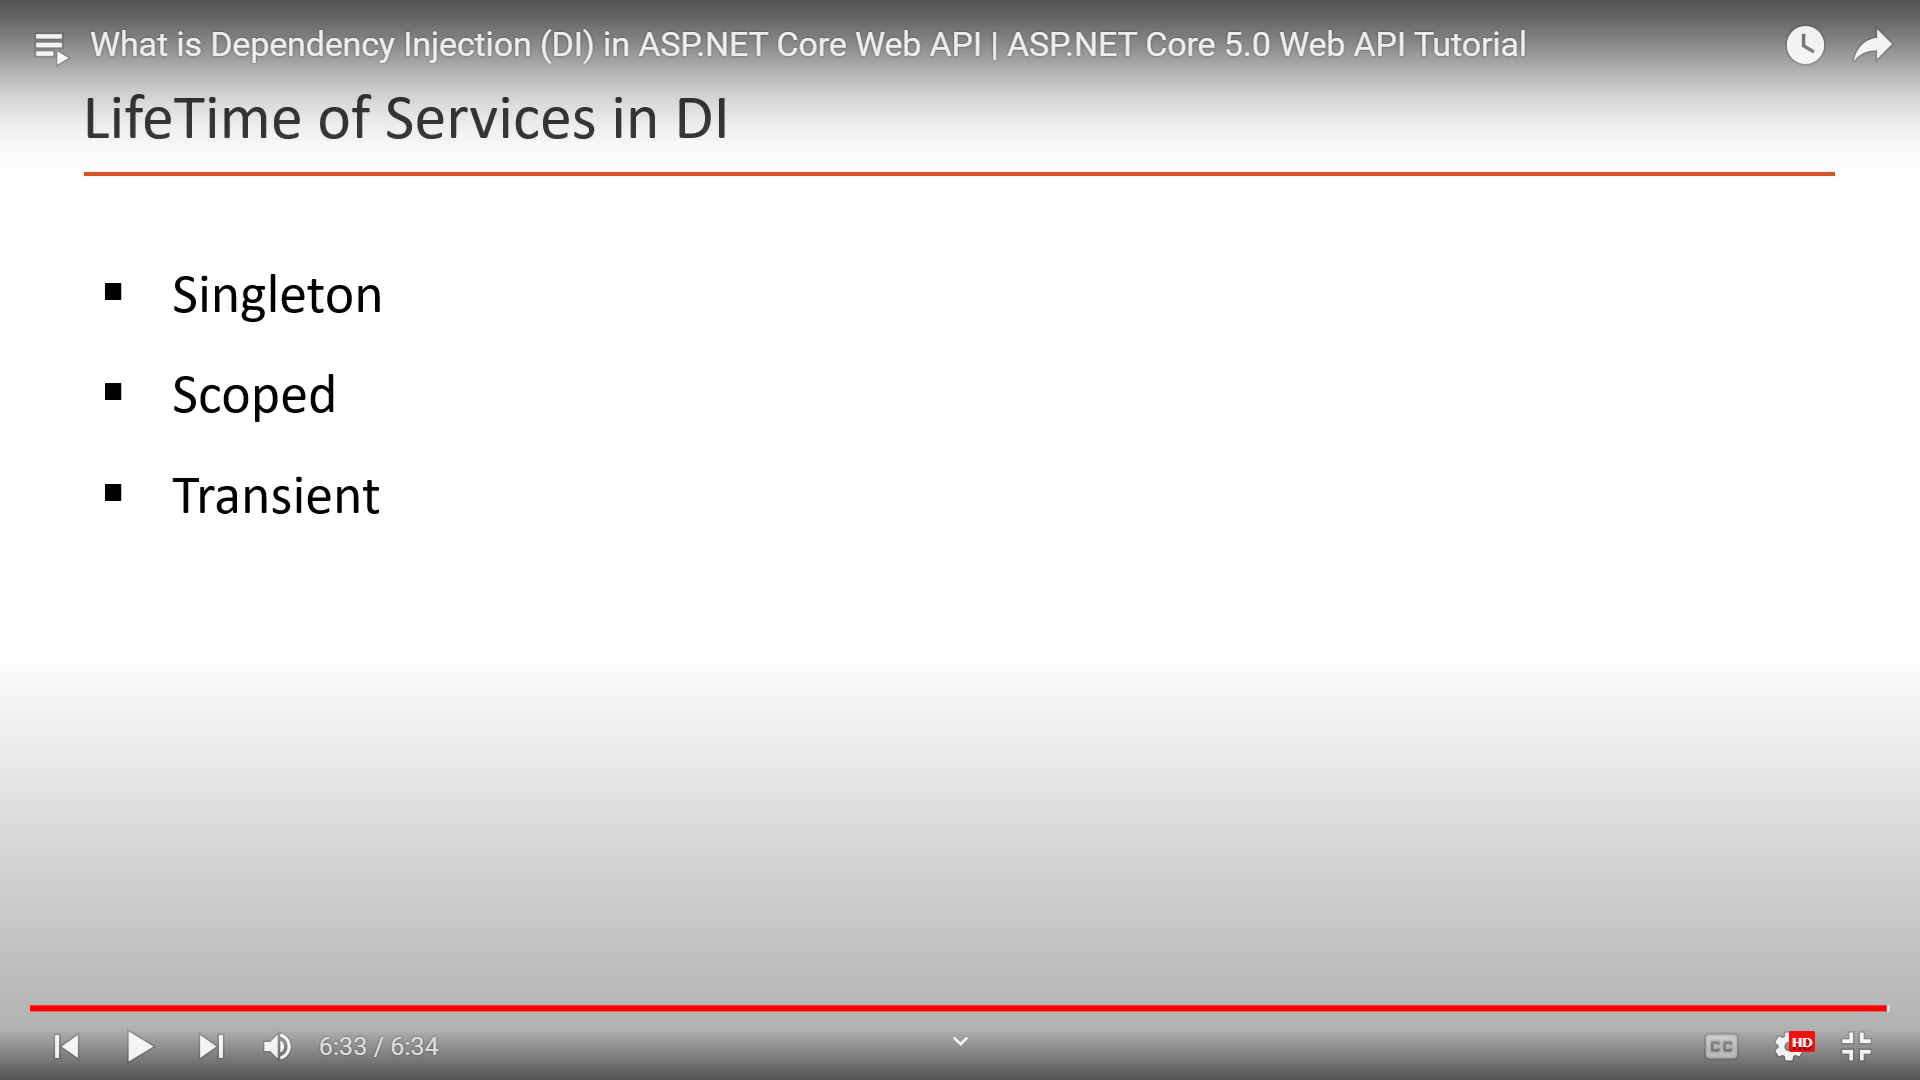 What is Dependency Injection (DI) in ASP.NET Core Web API | ASP.NET Core 5.0 Web API Tutorial
LifeTime of Services in DI
▪ Singleton
▪ Scoped
▪ Transient
6:33 / 6:34
CC
HD